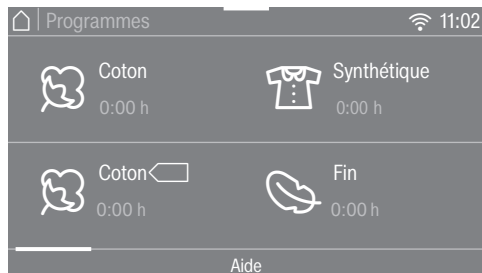 Programmes 11:02
Coton Synthétique
0:00 h 0:00 h
Coton Fin
0:00 h 0:00 h
Aide